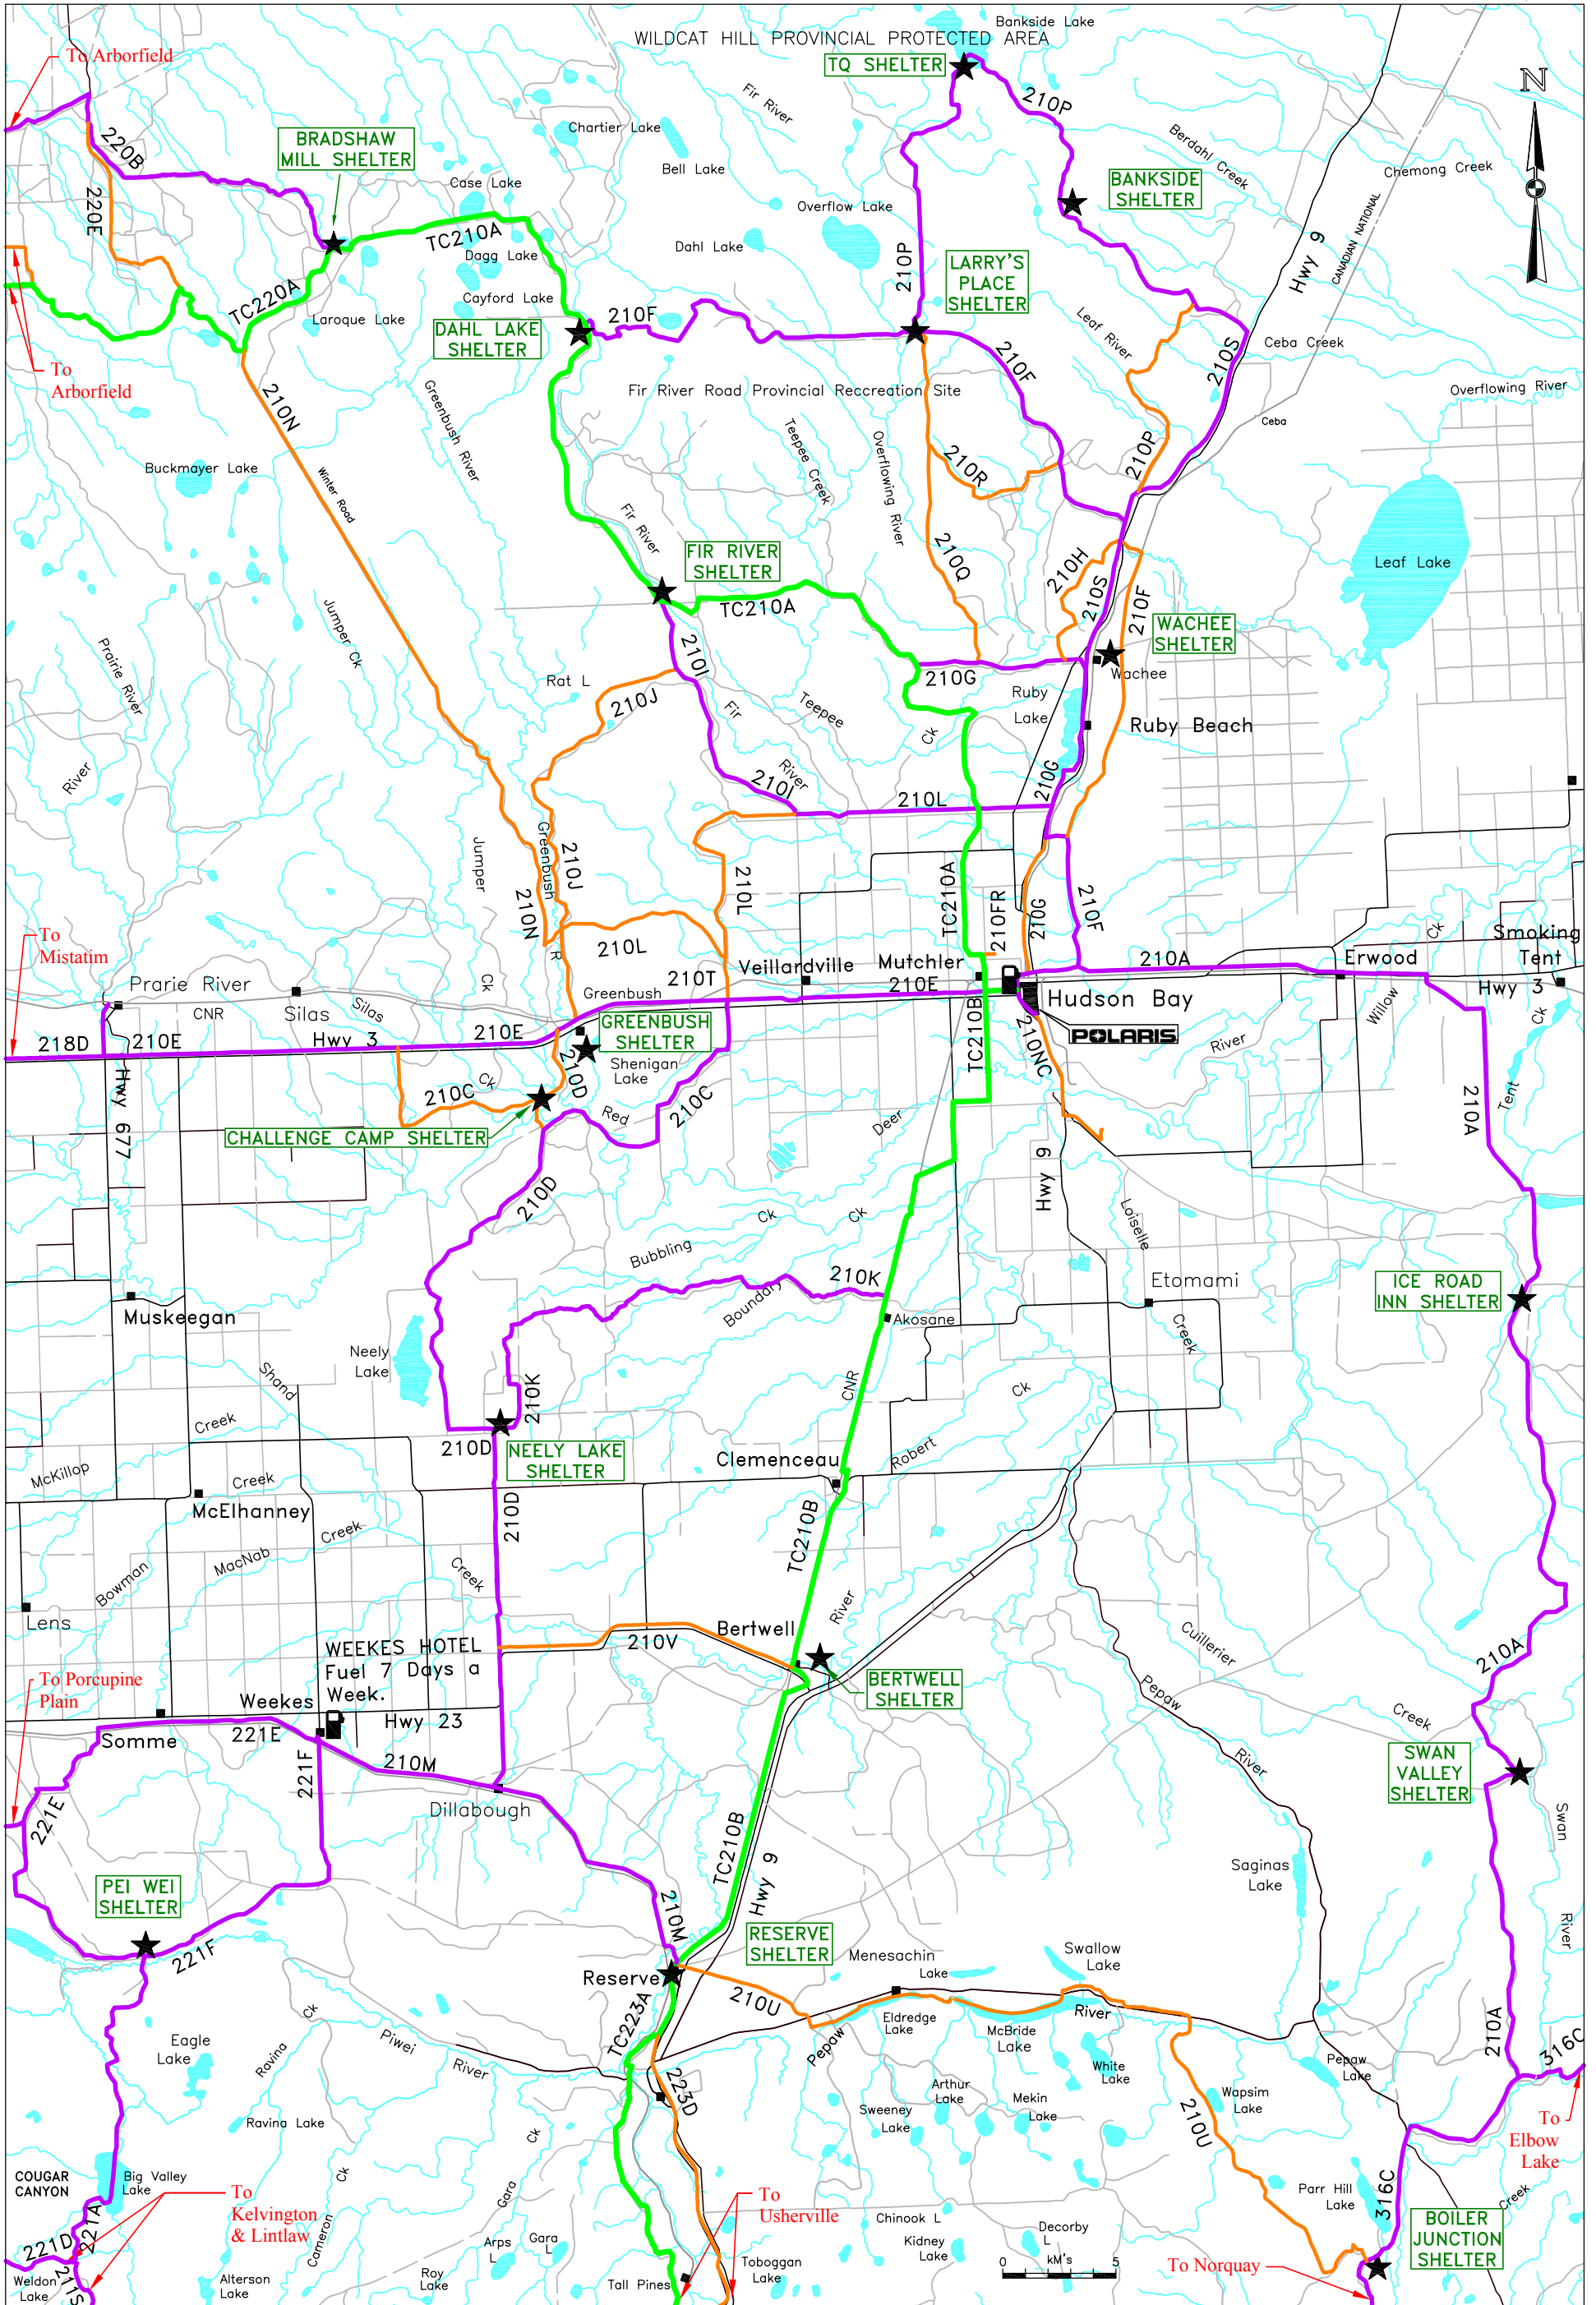 WILDCAT HILL PROVINCIAL PROTECTED AREA
Bankside Lake
TQ SHELTER
To Arborfield
N
210P
Fir River
BRADSHAW
MILL SHELTER
Chartier Lake
220B
Berdahl Creek
Chemong Creek
Bell Lake
Case Lake
BANKSIDE
SHELTER
220E
Overflow Lake
CANADIAN NATIONAL
TC210A
Dahl Lake
Hwy 9
Dagg Lake
210P
LARRY'S
PLACE
SHELTER
TC220A
Cayford Lake
Laroque Lake
210F
DAHL LAKE
SHELTER
Leaf River
Ceba Creek
210S
To
Arborfield
210F
Fir River Road Provincial Reccreation Site
Overflowing River
210N
Greenbush River
Ceba
Teepee Creek
Overflowing River
210P
Buckmayer Lake
210R
Winter Road
Fir River
Leaf Lake
FIR RIVER
SHELTER
210Q
210H
TC210A
210S
210F
Jumper Ck
WACHEE
SHELTER
Prairie River
210I
Wachee
210G
Rat L
210J
Ruby
Lake
Fir
Teepee
Ck
Ruby Beach
River
River
210I
210G
210L
Greenbush
210J
Jumper
210L
TC210A
210N
210FR
210G
210F
To
Mistatim
210L
R
Ck
Smoking
Tent
Veillardville
Mutchler
210A
Erwood
210T
Prarie River
Ck
Greenbush
210E
Hudson Bay
Hwy 3
Silas
Silas
CNR
Willow
Ck
POLARIS
GREENBUSH
SHELTER
210E
Hwy 3
218D
210E
TC210B
210NC
River
Shenigan
Lake
210D
Hwy 677
Ck
210C
Tent
Red
210C
Deer
210A
CHALLENGE CAMP SHELTER
Hwy 9
210D
Ck
Ck
Loiselle
Bubbling
210K
Etomami
ICE ROAD
INN SHELTER
Boundary
Muskeegan
Akosane
Creek
Neely
Lake
Shand
CNR
Ck
210K
Creek
210D
NEELY LAKE
SHELTER
Clemenceau
Robert
McKillop
Creek
McElhanney
210D
Creek
TC210B
MacNab
Bowman
Creek
Lens
River
Bertwell
Cuillerier
WEEKES HOTEL
Fuel 7 Days a
Week.
210V
210A
To Porcupine
Plain
BERTWELL
SHELTER
Pepaw
Weekes
Hwy 23
Creek
Somme
221E
221F
210M
River
SWAN
VALLEY
SHELTER
Dillabough
221E
Swan
TC210B
Saginas
Lake
PEI WEI
SHELTER
Hwy 9
210M
River
RESERVE
SHELTER
221F
Menesachin
Lake
Swallow
Lake
Reserve
210U
TC223A
Eldredge
Lake
River
McBride
Lake
210A
Ck
Piwei
Eagle
Lake
Ravina
River
Pepaw
316C
Pepaw
Lake
White
Lake
223D
Arthur
Lake
Mekin
Lake
Wapsim
Lake
Sweeney
Lake
Ravina Lake
210U
To
Elbow
Lake
Ck
COUGAR
CANYON
Big Valley
Lake
Ck
To
Kelvington
& Lintlaw
Gara
To
Usherville
Parr Hill
Lake
316C
Creek
221A
Cameron
Chinook L
BOILER
JUNCTION
SHELTER
221D
Arps
L
Gara
L
Kidney
Lake
Decorby
L
kM's
0
5
To Norquay
Weldon
Lake
211S
Alterson
Lake
Roy
Lake
Tall Pines
Toboggan
Lake